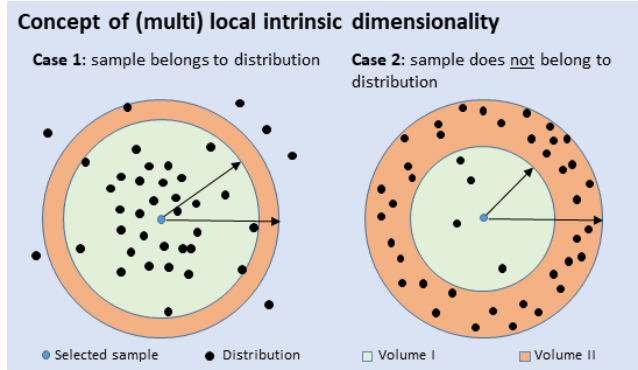 Concept of (multi) local intrinsic dimensionality
Case 1: sample belongs to distribution
Case 2: sample does not belong to
distribution
Selected sample
Distribution
Volume I
Volume II